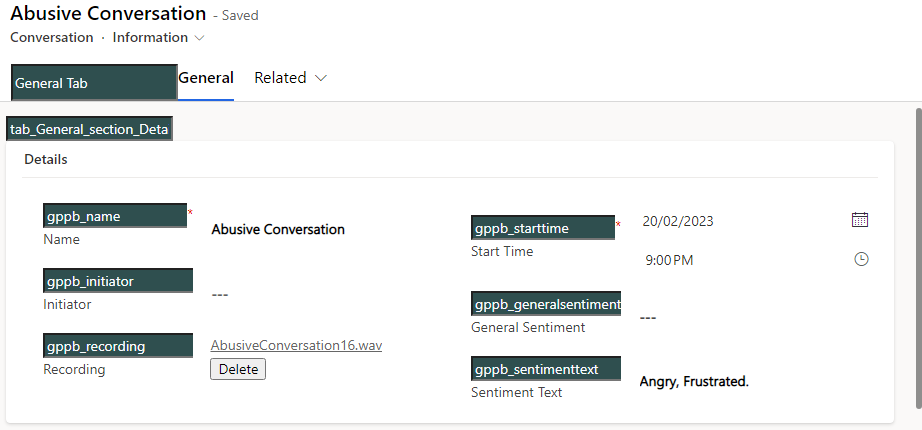 Abusive Conversation - Saved
Conversation · Information
General Tab General Related
tab_General_section_Deta
Details
gppb_name *
Name
Abusive Conversation
gppb_initiator
Initiator
---
gppb_recording
Recording
AbusiveConversation16.wav
Delete
gppb_starttime *
Start Time
20/02/2023
9:00 PM
gppb_generalsentiment
General Sentiment
---
gppb_sentimenttext
Sentiment Text
Angry, Frustrated.